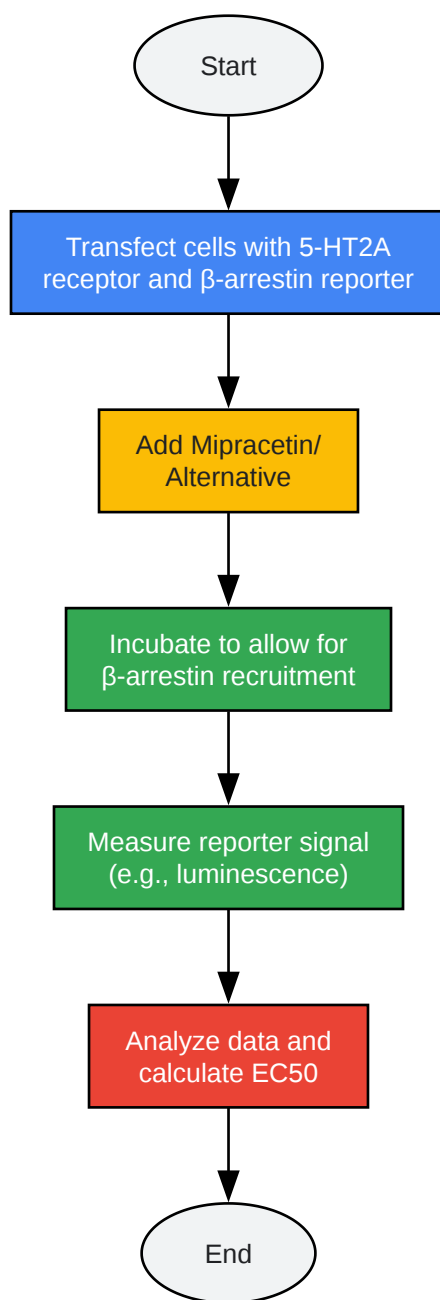 Start
Transfect cells with 5-HT2A
receptor and β-arrestin reporter
Add Mipracetin/
Alternative
Incubate to allow for
β-arrestin recruitment
Measure reporter signal
(e.g., luminescence)
Analyze data and
calculate EC50
End